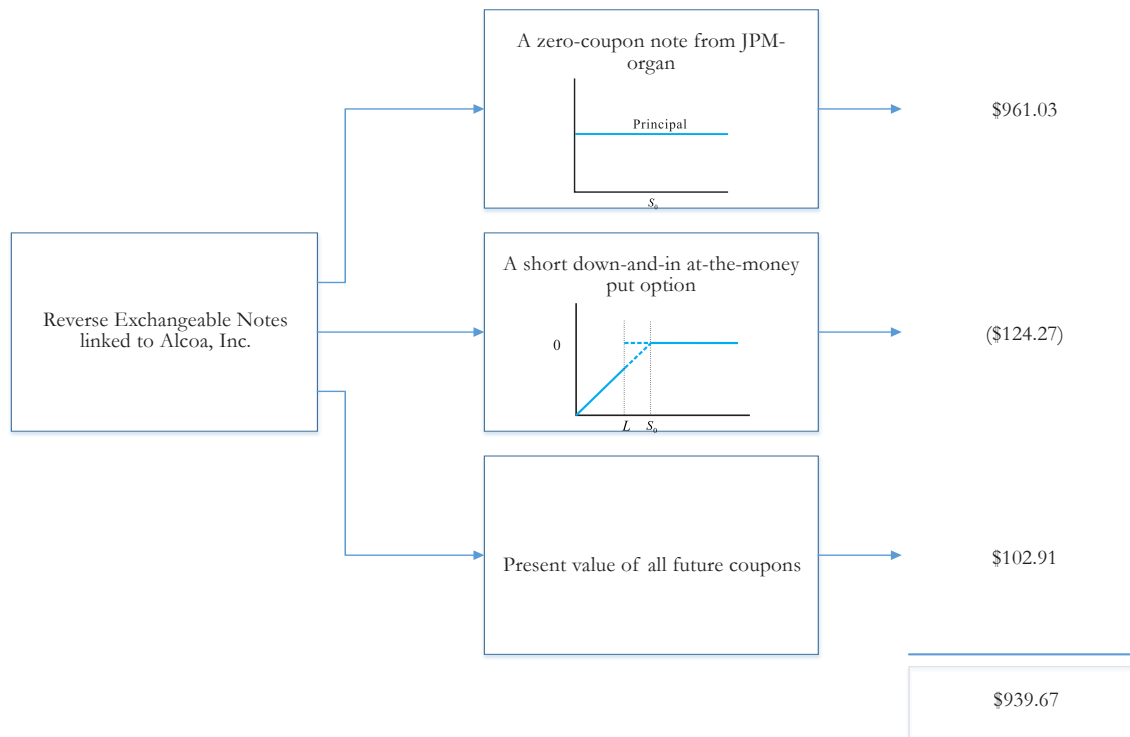 A zero-coupon note from JPM-
organ
Principal
S₀
$961.03
Reverse Exchangeable Notes
linked to Alcoa, Inc.
A short down-and-in at-the-money
put option
0
L S₀
($124.27)
Present value of all future coupons
$102.91
$939.67